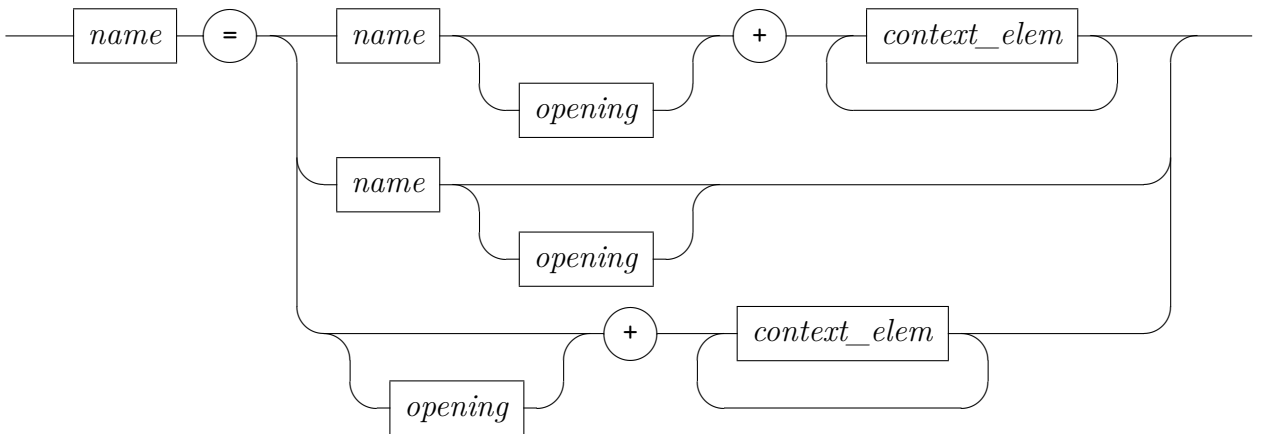 name = name + context_elem
opening
name
opening
+ context_elem
opening